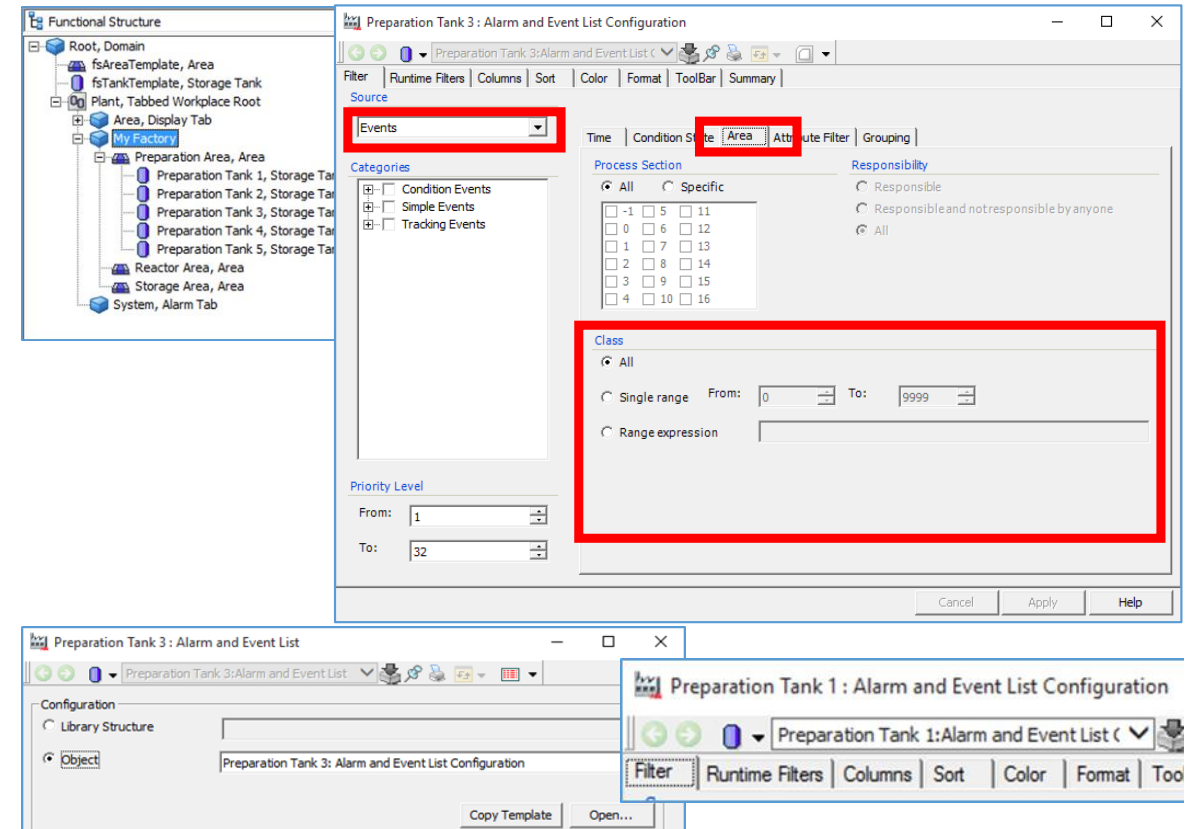 Functional Structure
Root, Domain
fsAreaTemplate, Area
fsTankTemplate, Storage Tank
Plant, Tabbed Workplace Root
Area, Display Tab
My Factory
Preparation Area, Area
Preparation Tank 1, Storage Tan
Preparation Tank 2, Storage Tan
Preparation Tank 3, Storage Tan
Preparation Tank 4, Storage Tan
Preparation Tank 5, Storage Tan
Reactor Area, Area
Storage Area, Area
System, Alarm Tab
Preparation Tank 3 : Alarm and Event List Configuration
Preparation Tank 3:Alarm and Event List (
Filter Runtime Filters Columns Sort Color Format ToolBar Summary
Source
Events
Categories
Condition Events
Simple Events
Tracking Events
Priority Level
From: 1
To: 32
Time Condition State Area Attribute Filter Grouping
Process Section
All Specific
-1 5 11
0 6 12
1 7 13
2 8 14
3 9 15
4 10 16
Responsibility
Responsible
Responsible and not responsible by anyone
All
Class
All
Single range From: 0 To: 9999
Range expression
Cancel Apply Help
Preparation Tank 3 : Alarm and Event List
Preparation Tank 3:Alarm and Event List
Configuration
Library Structure
Object Preparation Tank 3: Alarm and Event List Configuration
Copy Template Open...
Preparation Tank 1 : Alarm and Event List Configuration
Preparation Tank 1:Alarm and Event List (
Filter Runtime Filters Columns Sort Color Format Tool